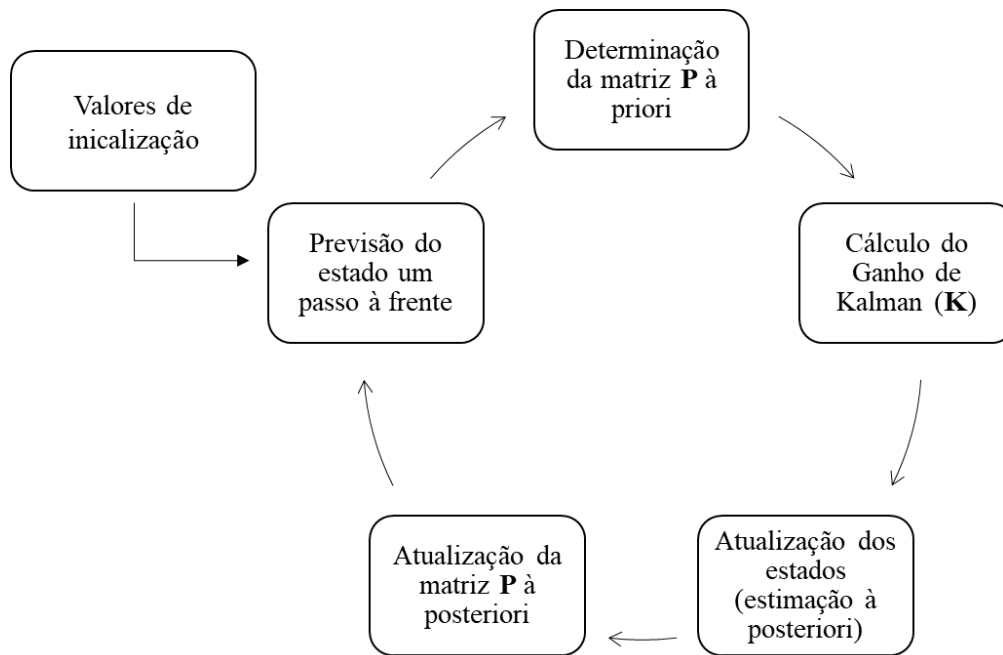 Valores de
inicalização
Determinação
da matriz P à
priori
Previsão do
estado um
passo à frente
Cálculo do
Ganho de
Kalman (K)
Atualização dos
estados
(estimação à
posteriori)
Atualização da
matriz P à
posteriori